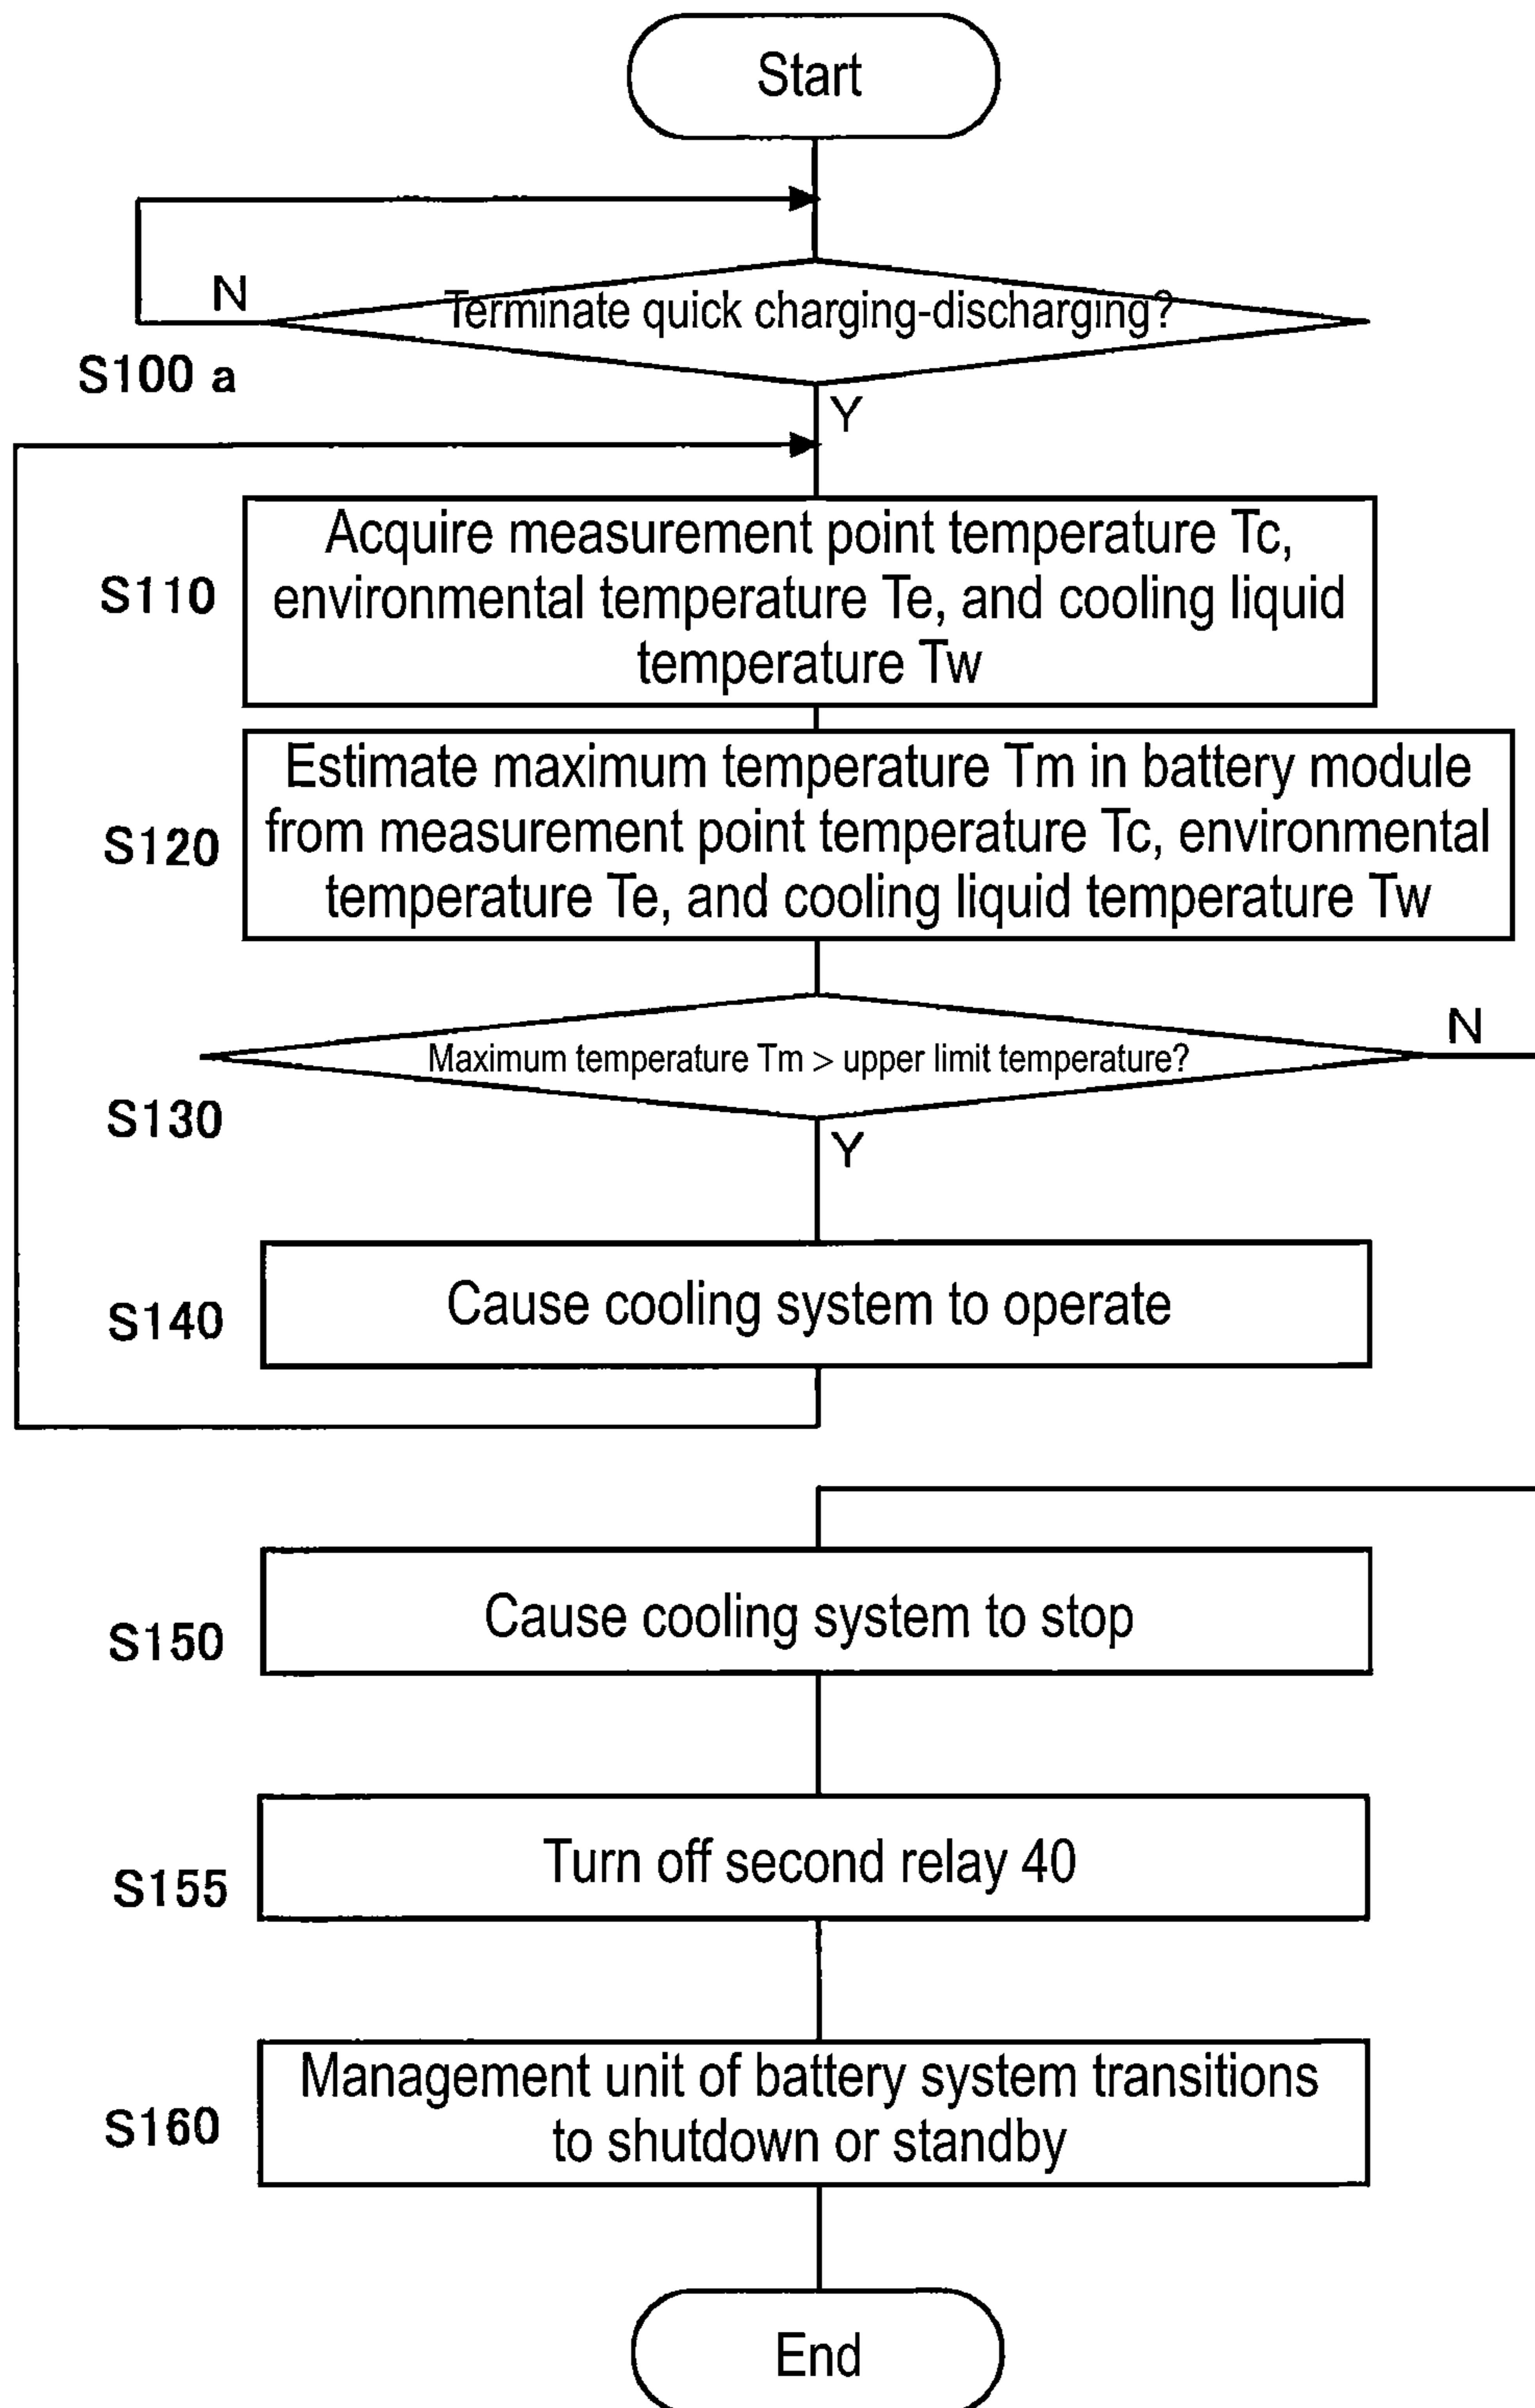 Start
N
Terminate quick charging-discharging?
S100 a
Y
Acquire measurement point temperature Tc,
S110
environmental temperature Te, and cooling liquid
temperature Tw
Estimate maximum temperature Tm in battery module
S120
from measurement point temperature Tc, environmental
temperature Te, and cooling liquid temperature Tw
N
Maximum temperature Tm > upper limit temperature?
S130
Y
S140
Cause cooling system to operate
S150
Cause cooling system to stop
S155
Turn off second relay 40
Management unit of battery system transitions
S160
to shutdown or standby
End